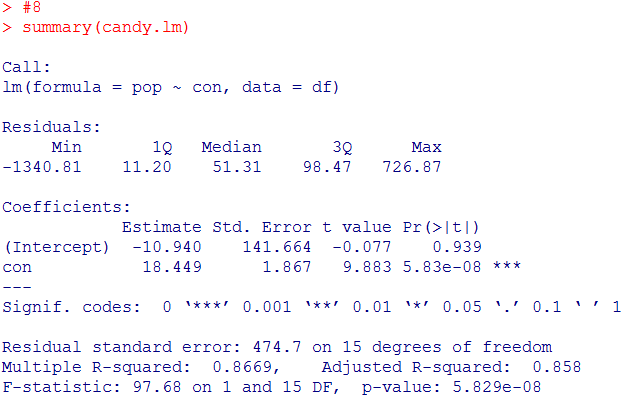 > #8
> summary(candy.lm)
Call:
lm(formula = pop ~ con, data = df)
Residuals:
     Min       1Q   Median       3Q      Max
-1340.81    11.20    51.31    98.47   726.87
Coefficients:
            Estimate Std. Error t value Pr(>|t|)
(Intercept)  -10.940    141.664  -0.077    0.939
con           18.449      1.867   9.883 5.83e-08 ***
---
Signif. codes:  0 ‘***’ 0.001 ‘**’ 0.01 ‘*’ 0.05 ‘.’ 0.1 ‘ ’ 1
Residual standard error: 474.7 on 15 degrees of freedom
Multiple R-squared:  0.8669,    Adjusted R-squared:  0.858
F-statistic: 97.68 on 1 and 15 DF,  p-value: 5.829e-08